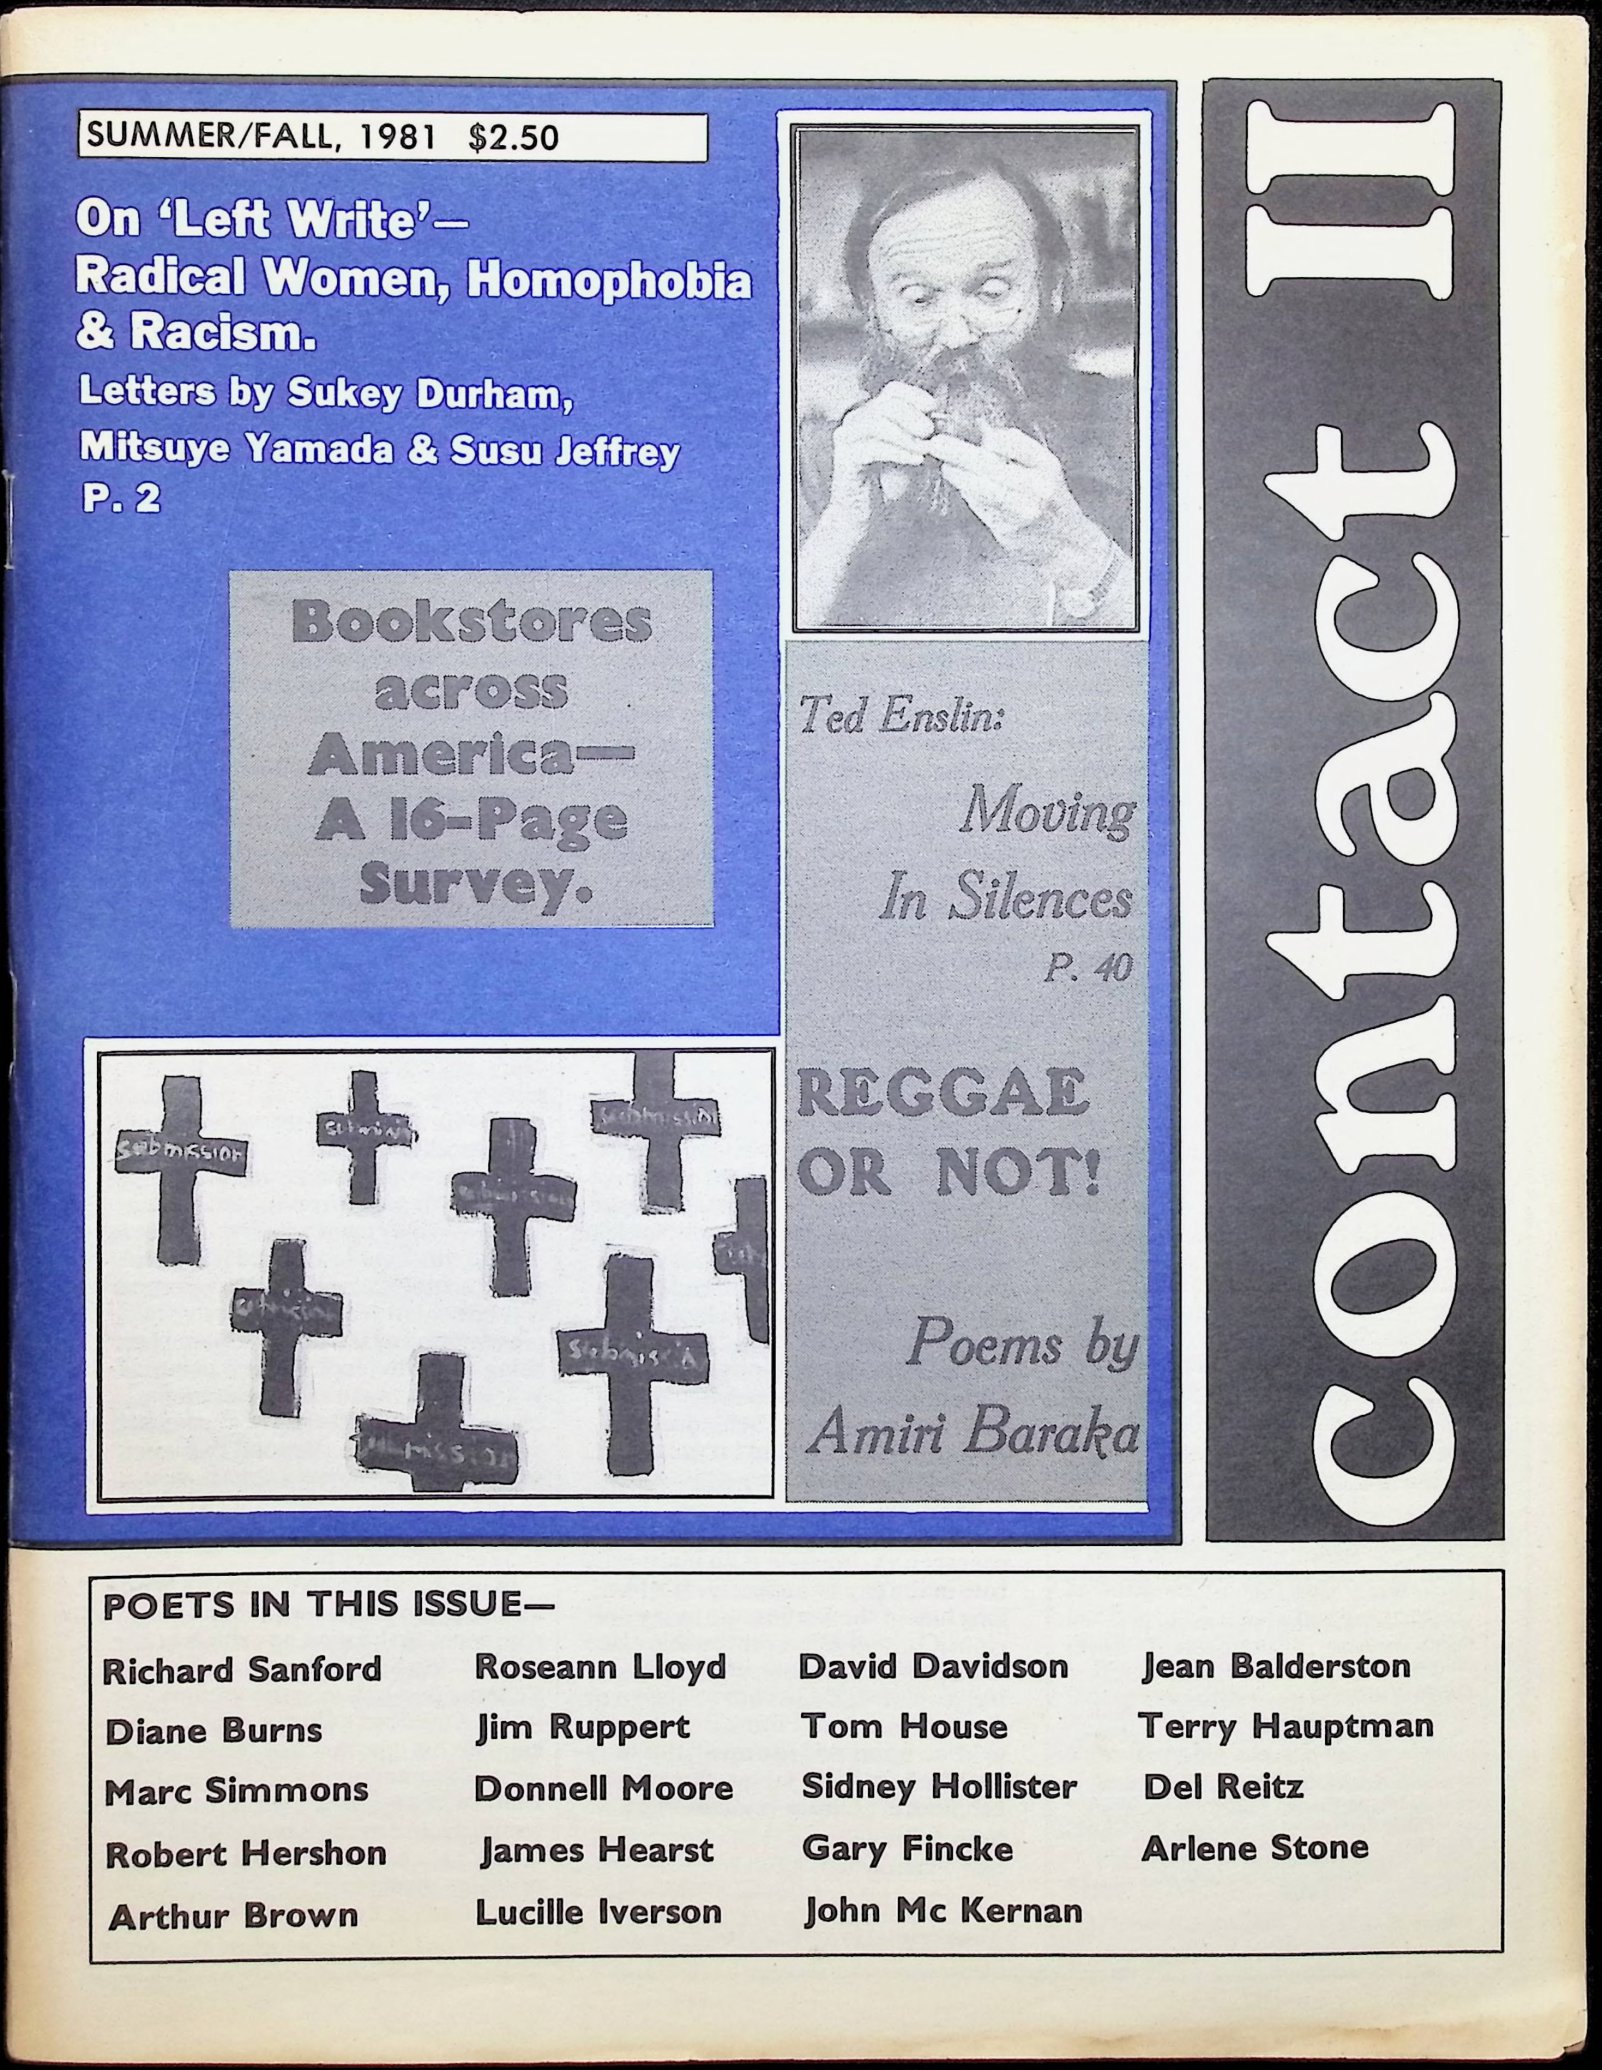 SUMMER/FALL, 1981 $2.50
On ‘Left Write’—
Radical Women, Homophobia
& Racism.
Letters by Sukey Durham,
Mitsuye Yamada & Susu Jeffrey
P. 2
Bookstores
across
America—
A 16-Page
Survey.
Ted Enslin:
Moving
In Silences
P. 40
REGGAE
OR NOT!
Poems by
Amiri Baraka
contact II
submission
submission
submission
POETS IN THIS ISSUE—
Richard Sanford
Diane Burns
Marc Simmons
Robert Hershon
Arthur Brown
Roseann Lloyd
Jim Ruppert
Donnell Moore
James Hearst
Lucille Iverson
David Davidson
Tom House
Sidney Hollister
Gary Fincke
John Mc Kernan
Jean Balderston
Terry Hauptman
Del Reitz
Arlene Stone